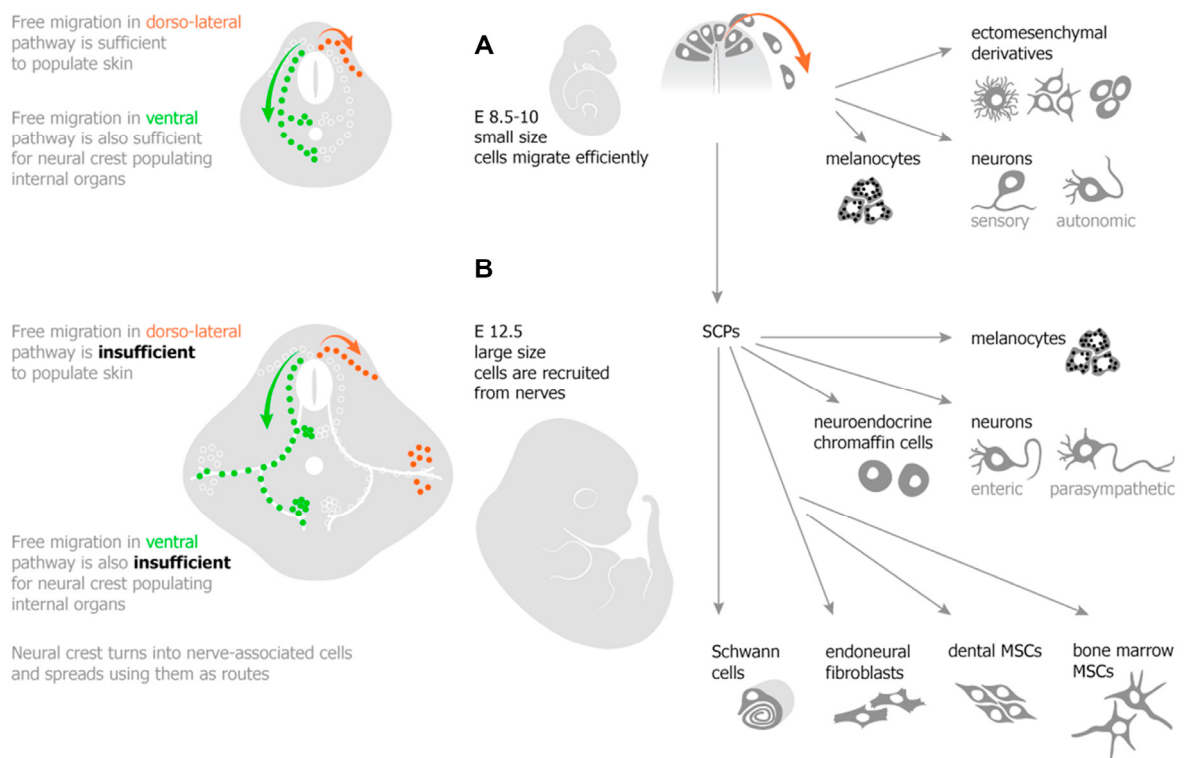 Free migration in dorso-lateral
pathway is sufficient
to populate skin
Free migration in ventral
pathway is also sufficient
for neural crest populating
internal organs
A
E 8.5-10
small size
cells migrate efficiently
ectomesenchymal
derivatives
melanocytes
neurons
sensory
autonomic
B
Free migration in dorso-lateral
pathway is insufficient
to populate skin
Free migration in ventral
pathway is also insufficient
for neural crest populating
internal organs
Neural crest turns into nerve-associated cells
and spreads using them as routes
E 12.5
large size
cells are recruited
from nerves
SCPs
melanocytes
neuroendocrine
chromaffin cells
neurons
enteric
parasympathetic
Schwann
cells
endoneural
fibroblasts
dental MSCs
bone marrow
MSCs